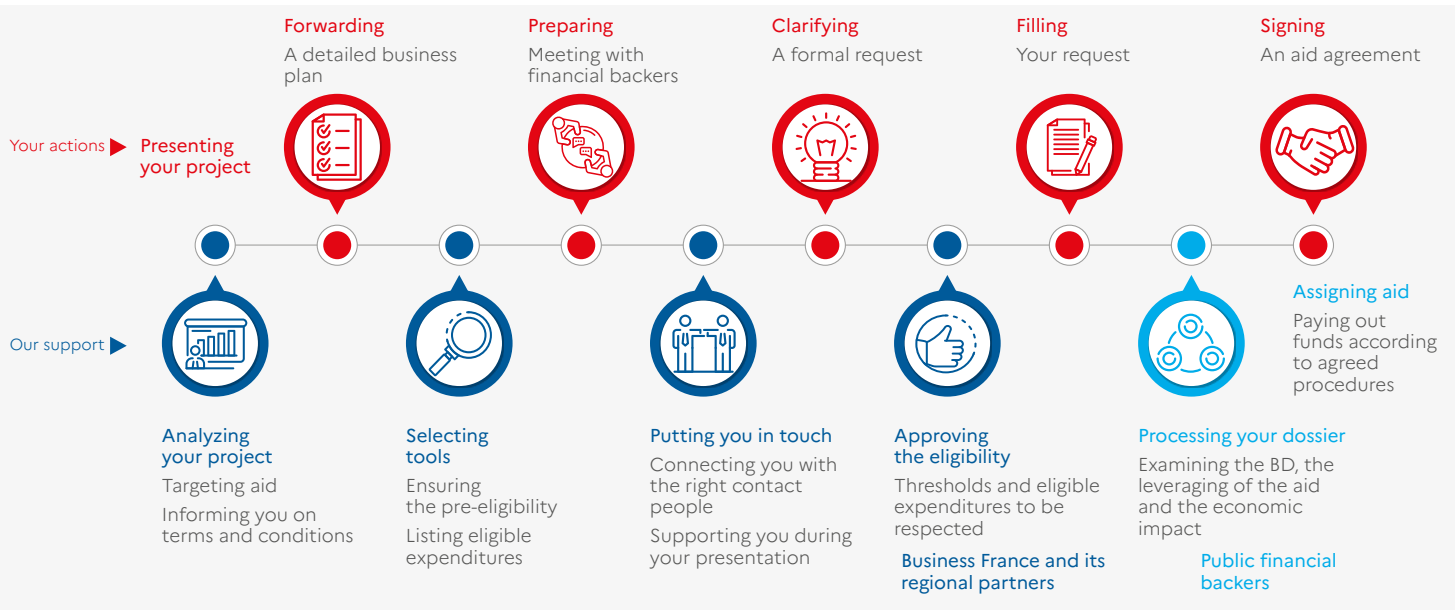 Forwarding
A detailed business
plan
Preparing
Meeting with
financial backers
Clarifying
A formal request
Filling
Your request
Signing
An aid agreement
Your actions
Presenting
your project
Our support
Analyzing
your project
Targeting aid
Informing you on
terms and conditions
Selecting
tools
Ensuring
the pre-eligibility
Listing eligible
expenditures
Putting you in touch
Connecting you with
the right contact
people
Supporting you during
your presentation
Approving
the eligibility
Thresholds and eligible
expenditures to be
respected
Business France and its
regional partners
Processing your dossier
Examining the BD, the
leveraging of the aid
and the economic
impact
Public financial
backers
Assigning aid
Paying out
funds according
to agreed
procedures